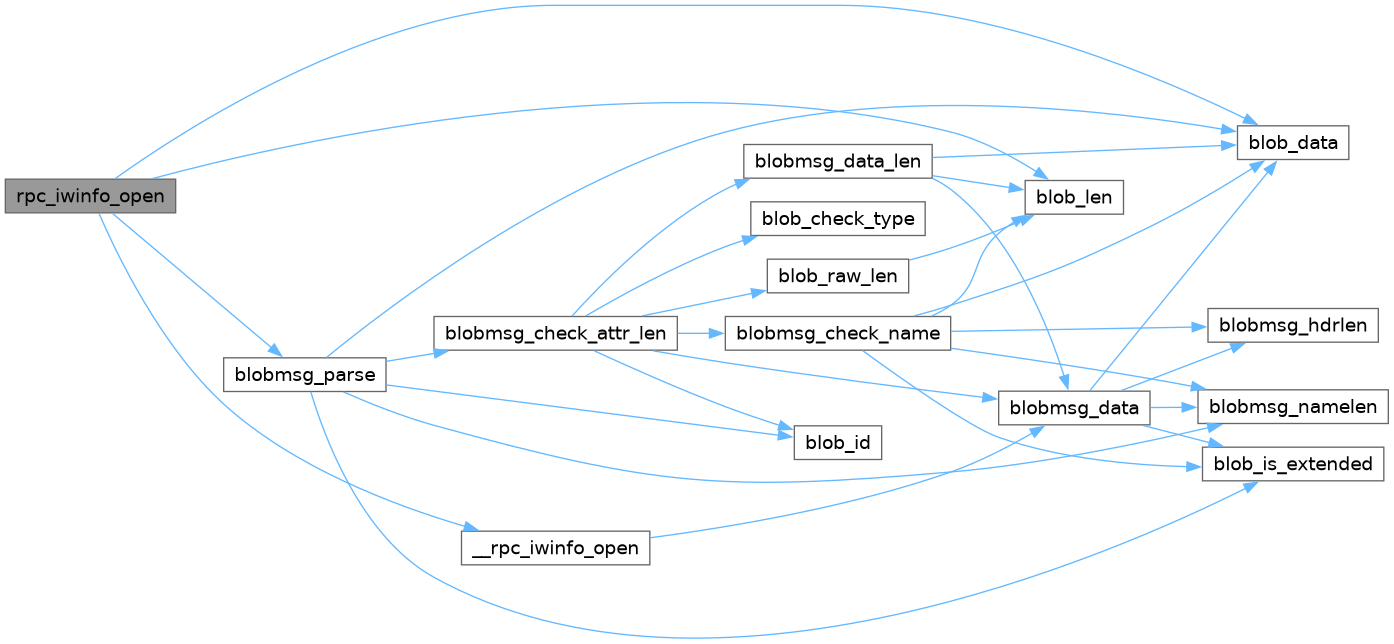 rpc_iwinfo_open
blobmsg_parse
__rpc_iwinfo_open
blobmsg_check_attr_len
blobmsg_data_len
blob_check_type
blob_raw_len
blobmsg_check_name
blob_id
blob_len
blobmsg_data
blob_data
blobmsg_hdrlen
blobmsg_namelen
blob_is_extended